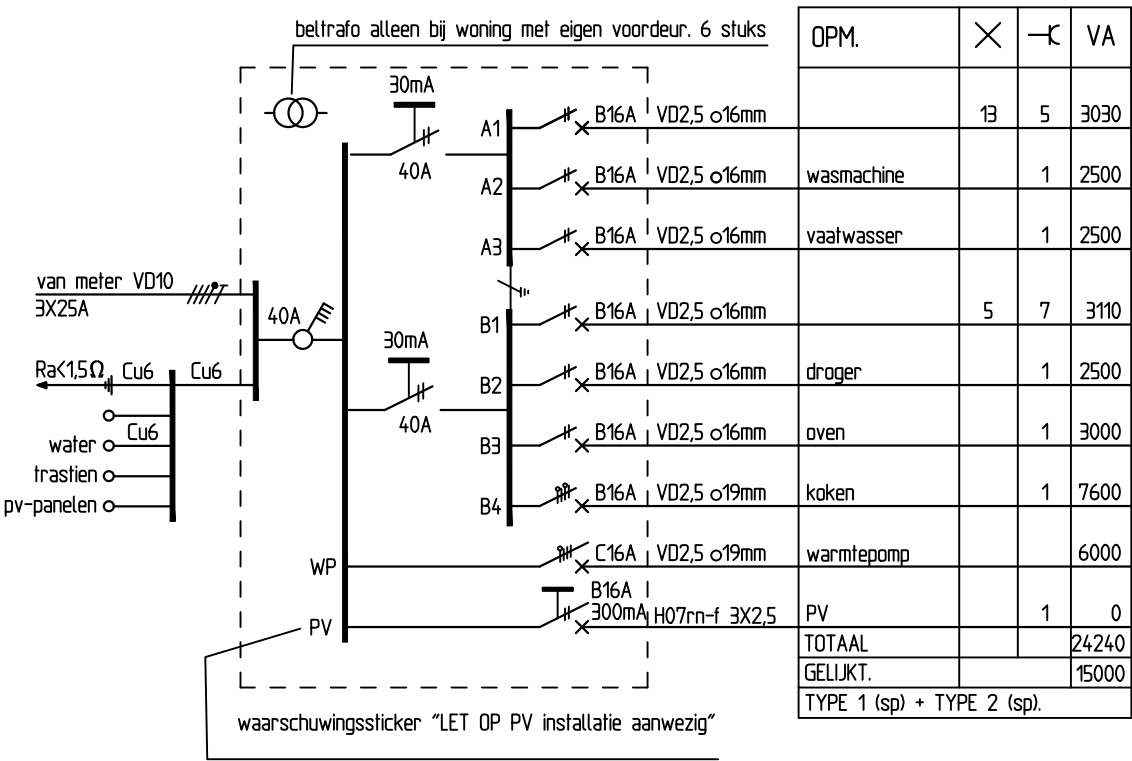 beltrafo alleen bij woning met eigen voordeur. 6 stuks
OPM. VA
30mA
40A
A1 B16A VD2,5 o16mm 13 5 3030
A2 B16A VD2,5 o16mm wasmachine 1 2500
A3 B16A VD2,5 o16mm vaatwasser 1 2500
van meter VD10
3X25A
40A
B1 B16A VD2,5 o16mm 5 7 3110
30mA
40A
Ra<1,5Ω Cu6 Cu6
B2 B16A VD2,5 o16mm droger 1 2500
Cu6
water
trastien
pv-panelen
B3 B16A VD2,5 o16mm oven 1 3000
B4 B16A VD2,5 o19mm koken 1 7600
WP C16A VD2,5 o19mm warmtepomp 6000
B16A
300mA
PV H07rn-f 3X2,5 PV 1 0
TOTAAL 24240
GELIJKT. 15000
TYPE 1 (sp) + TYPE 2 (sp).
waarschuwingssticker "LET OP PV installatie aanwezig"